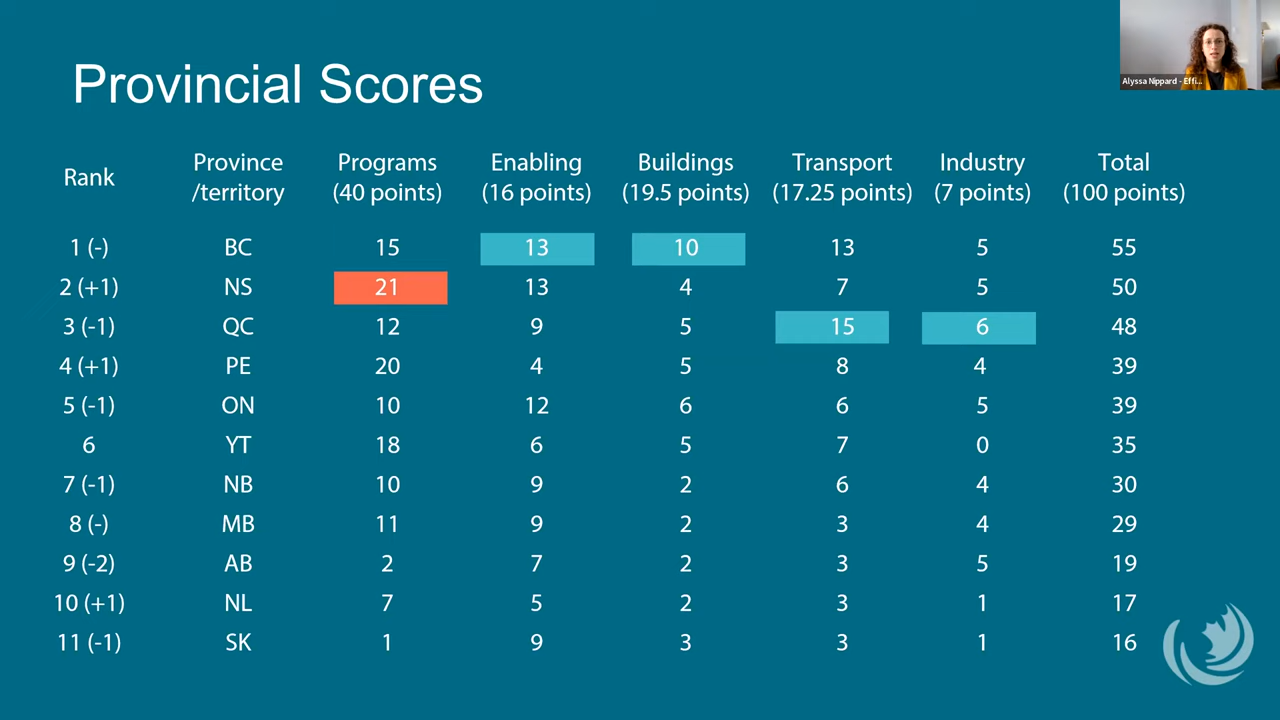 Alyssa Nippard - Effi...
Provincial Scores
Rank Province /territory Programs (40 points) Enabling (16 points) Buildings (19.5 points) Transport (17.25 points) Industry (7 points) Total (100 points)
1 (-) BC 15 13 10 13 5 55
2 (+1) NS 21 13 4 7 5 50
3 (-1) QC 12 9 5 15 6 48
4 (+1) PE 20 4 5 8 4 39
5 (-1) ON 10 12 6 6 5 39
6 YT 18 6 5 7 0 35
7 (-1) NB 10 9 2 6 4 30
8 (-) MB 11 9 2 3 4 29
9 (-2) AB 2 7 2 3 5 19
10 (+1) NL 7 5 2 3 1 17
11 (-1) SK 1 9 3 3 1 16